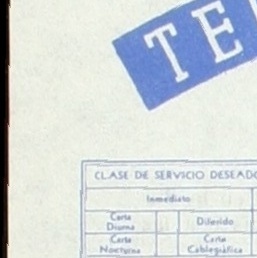 TE
CLASE DE SERVICIO DESEADO
Inmediato
Carta Diurna
Diferido
Carta Nocturna
Carta Cablegráfica